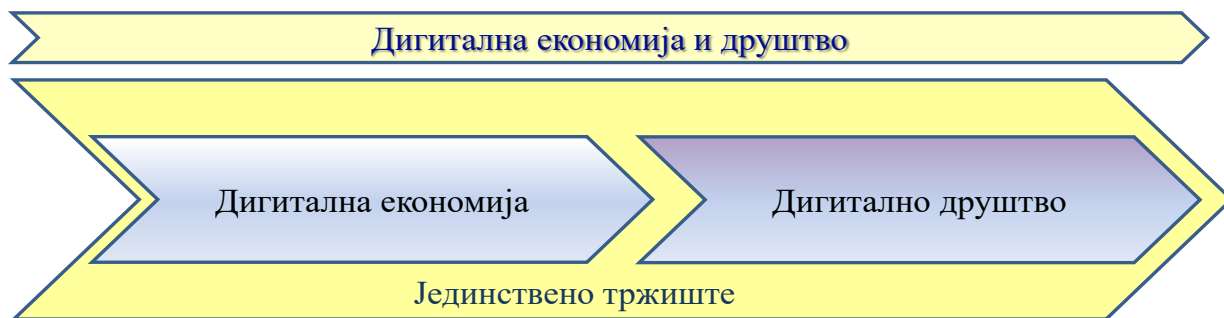 Дигитална економија и друштво
Дигитална економија
Дигитално друштво
Јединствено тржиште